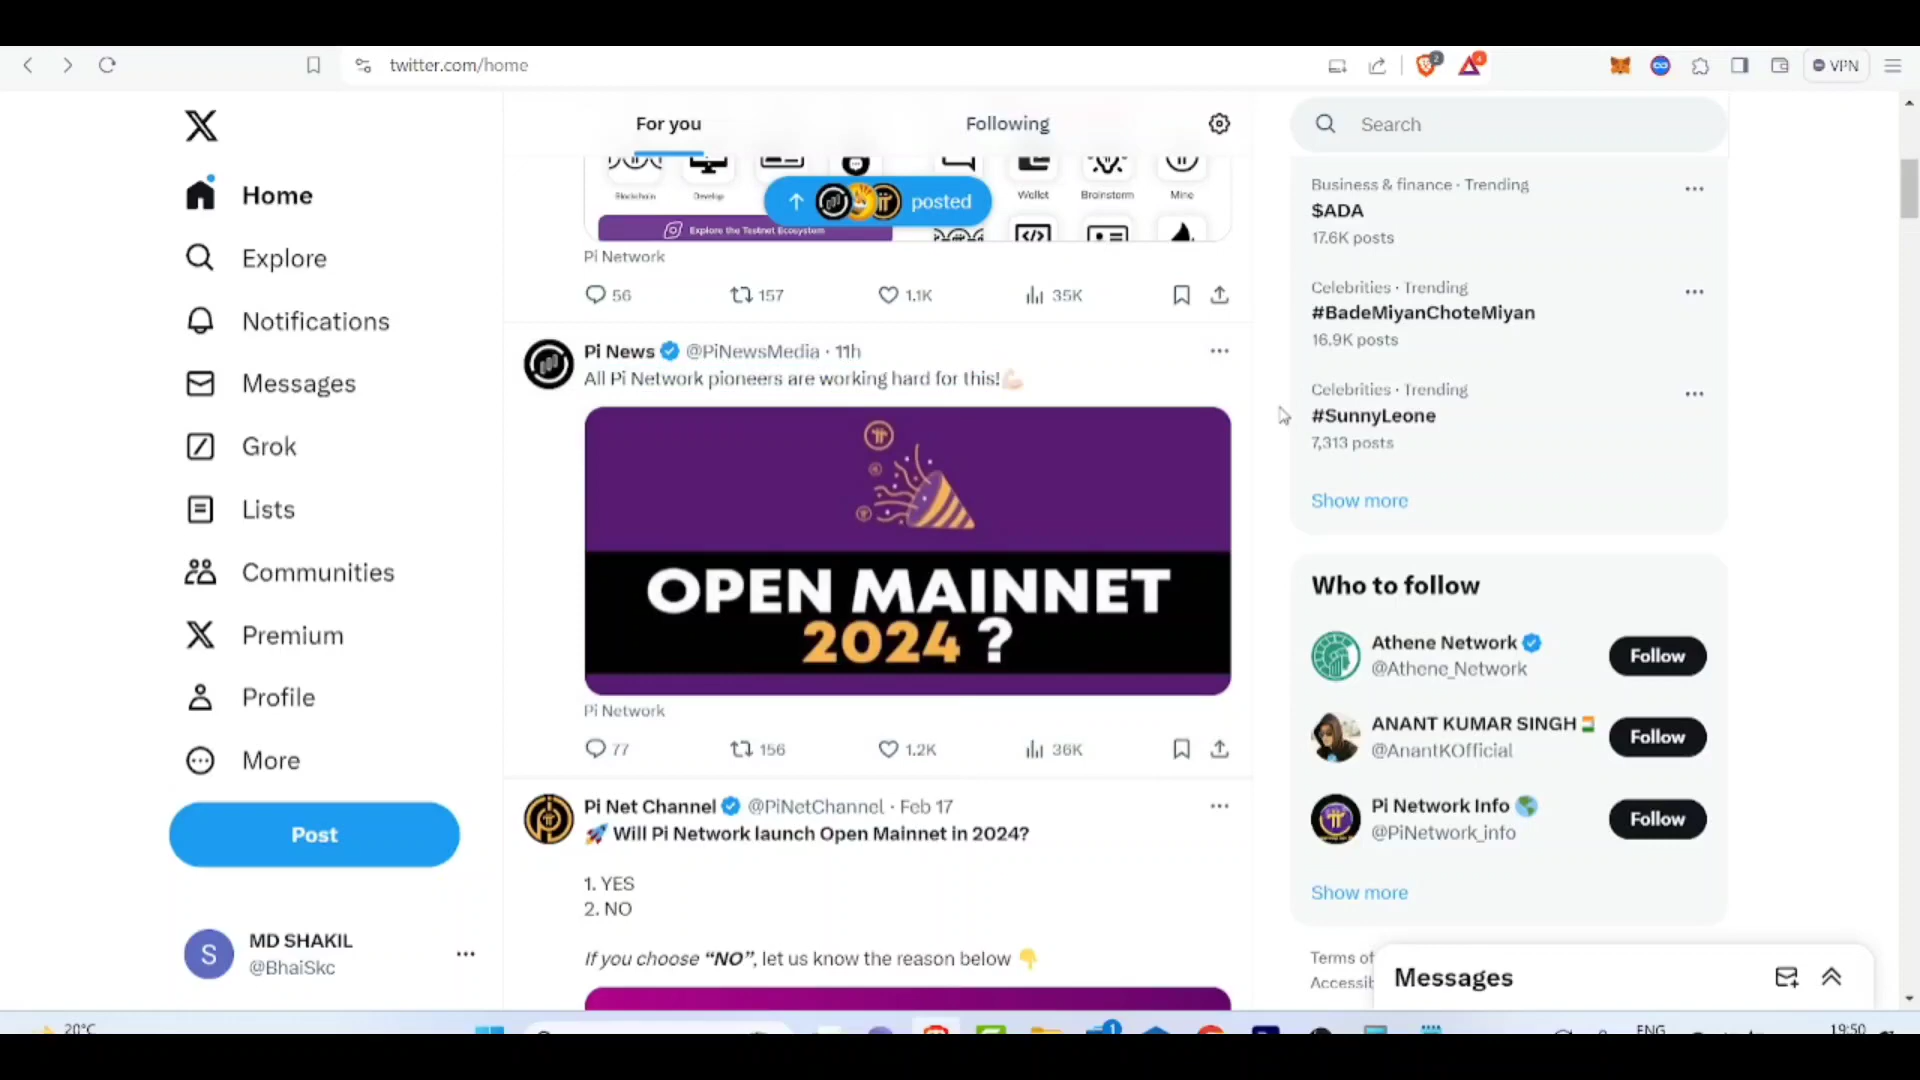 twitter.com/home
2
4
VPN
Home
Explore
Notifications
Messages
Grok
Lists
Communities
Premium
Profile
More
Post
S
MD SHAKIL
@BhaiSkc
For you
Following
posted
Blockchain
Develop
Wallet
Brainstorm
Mine
Explore the Testnet Ecosystem
Pi Network
56
157
1.1K
35K
Pi News @PiNewsMedia · 11h
All Pi Network pioneers are working hard for this!💪🏻
OPEN MAINNET
2024 ?
Pi Network
77
156
1.2K
36K
Pi Net Channel @PiNetChannel · Feb 17
🚀 Will Pi Network launch Open Mainnet in 2024?
1. YES
2. NO
If you choose “NO”, let us know the reason below 👇
Search
Business & finance · Trending
$ADA
17.6K posts
Celebrities · Trending
#BadeMiyanChoteMiyan
16.9K posts
Celebrities · Trending
#SunnyLeone
7,313 posts
Show more
Who to follow
Athene Network
@Athene_Network
Follow
ANANT KUMAR SINGH
@AnantKOfficial
Follow
Pi Network Info
@PiNetwork_info
Follow
Show more
Terms of
Messages
20°C
1
ENG
19:50